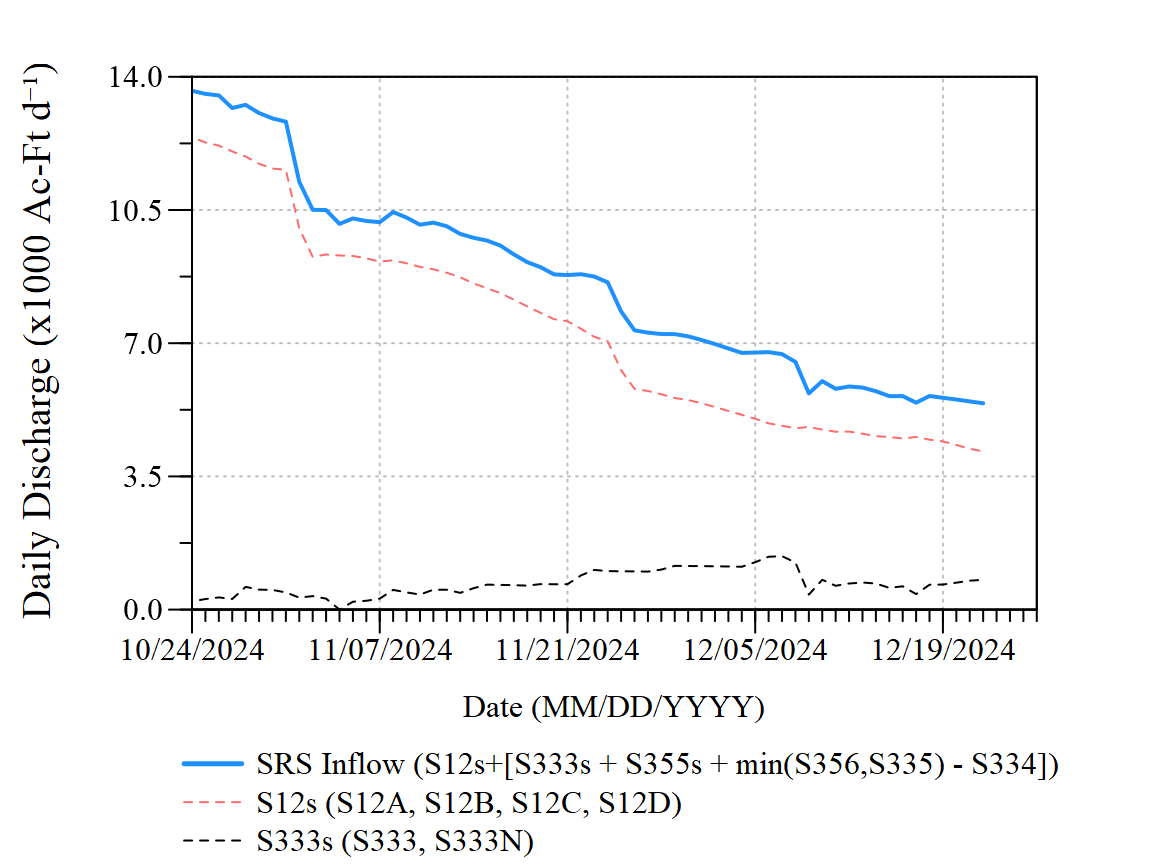 Daily Discharge (x1000 Ac-Ft d⁻¹)
14.0
10.5
7.0
3.5
0.0
10/24/2024 11/07/2024 11/21/2024 12/05/2024 12/19/2024
Date (MM/DD/YYYY)
SRS Inflow (S12s+[S333s + S355s + min(S356,S335) - S334])
S12s (S12A, S12B, S12C, S12D)
S333s (S333, S333N)